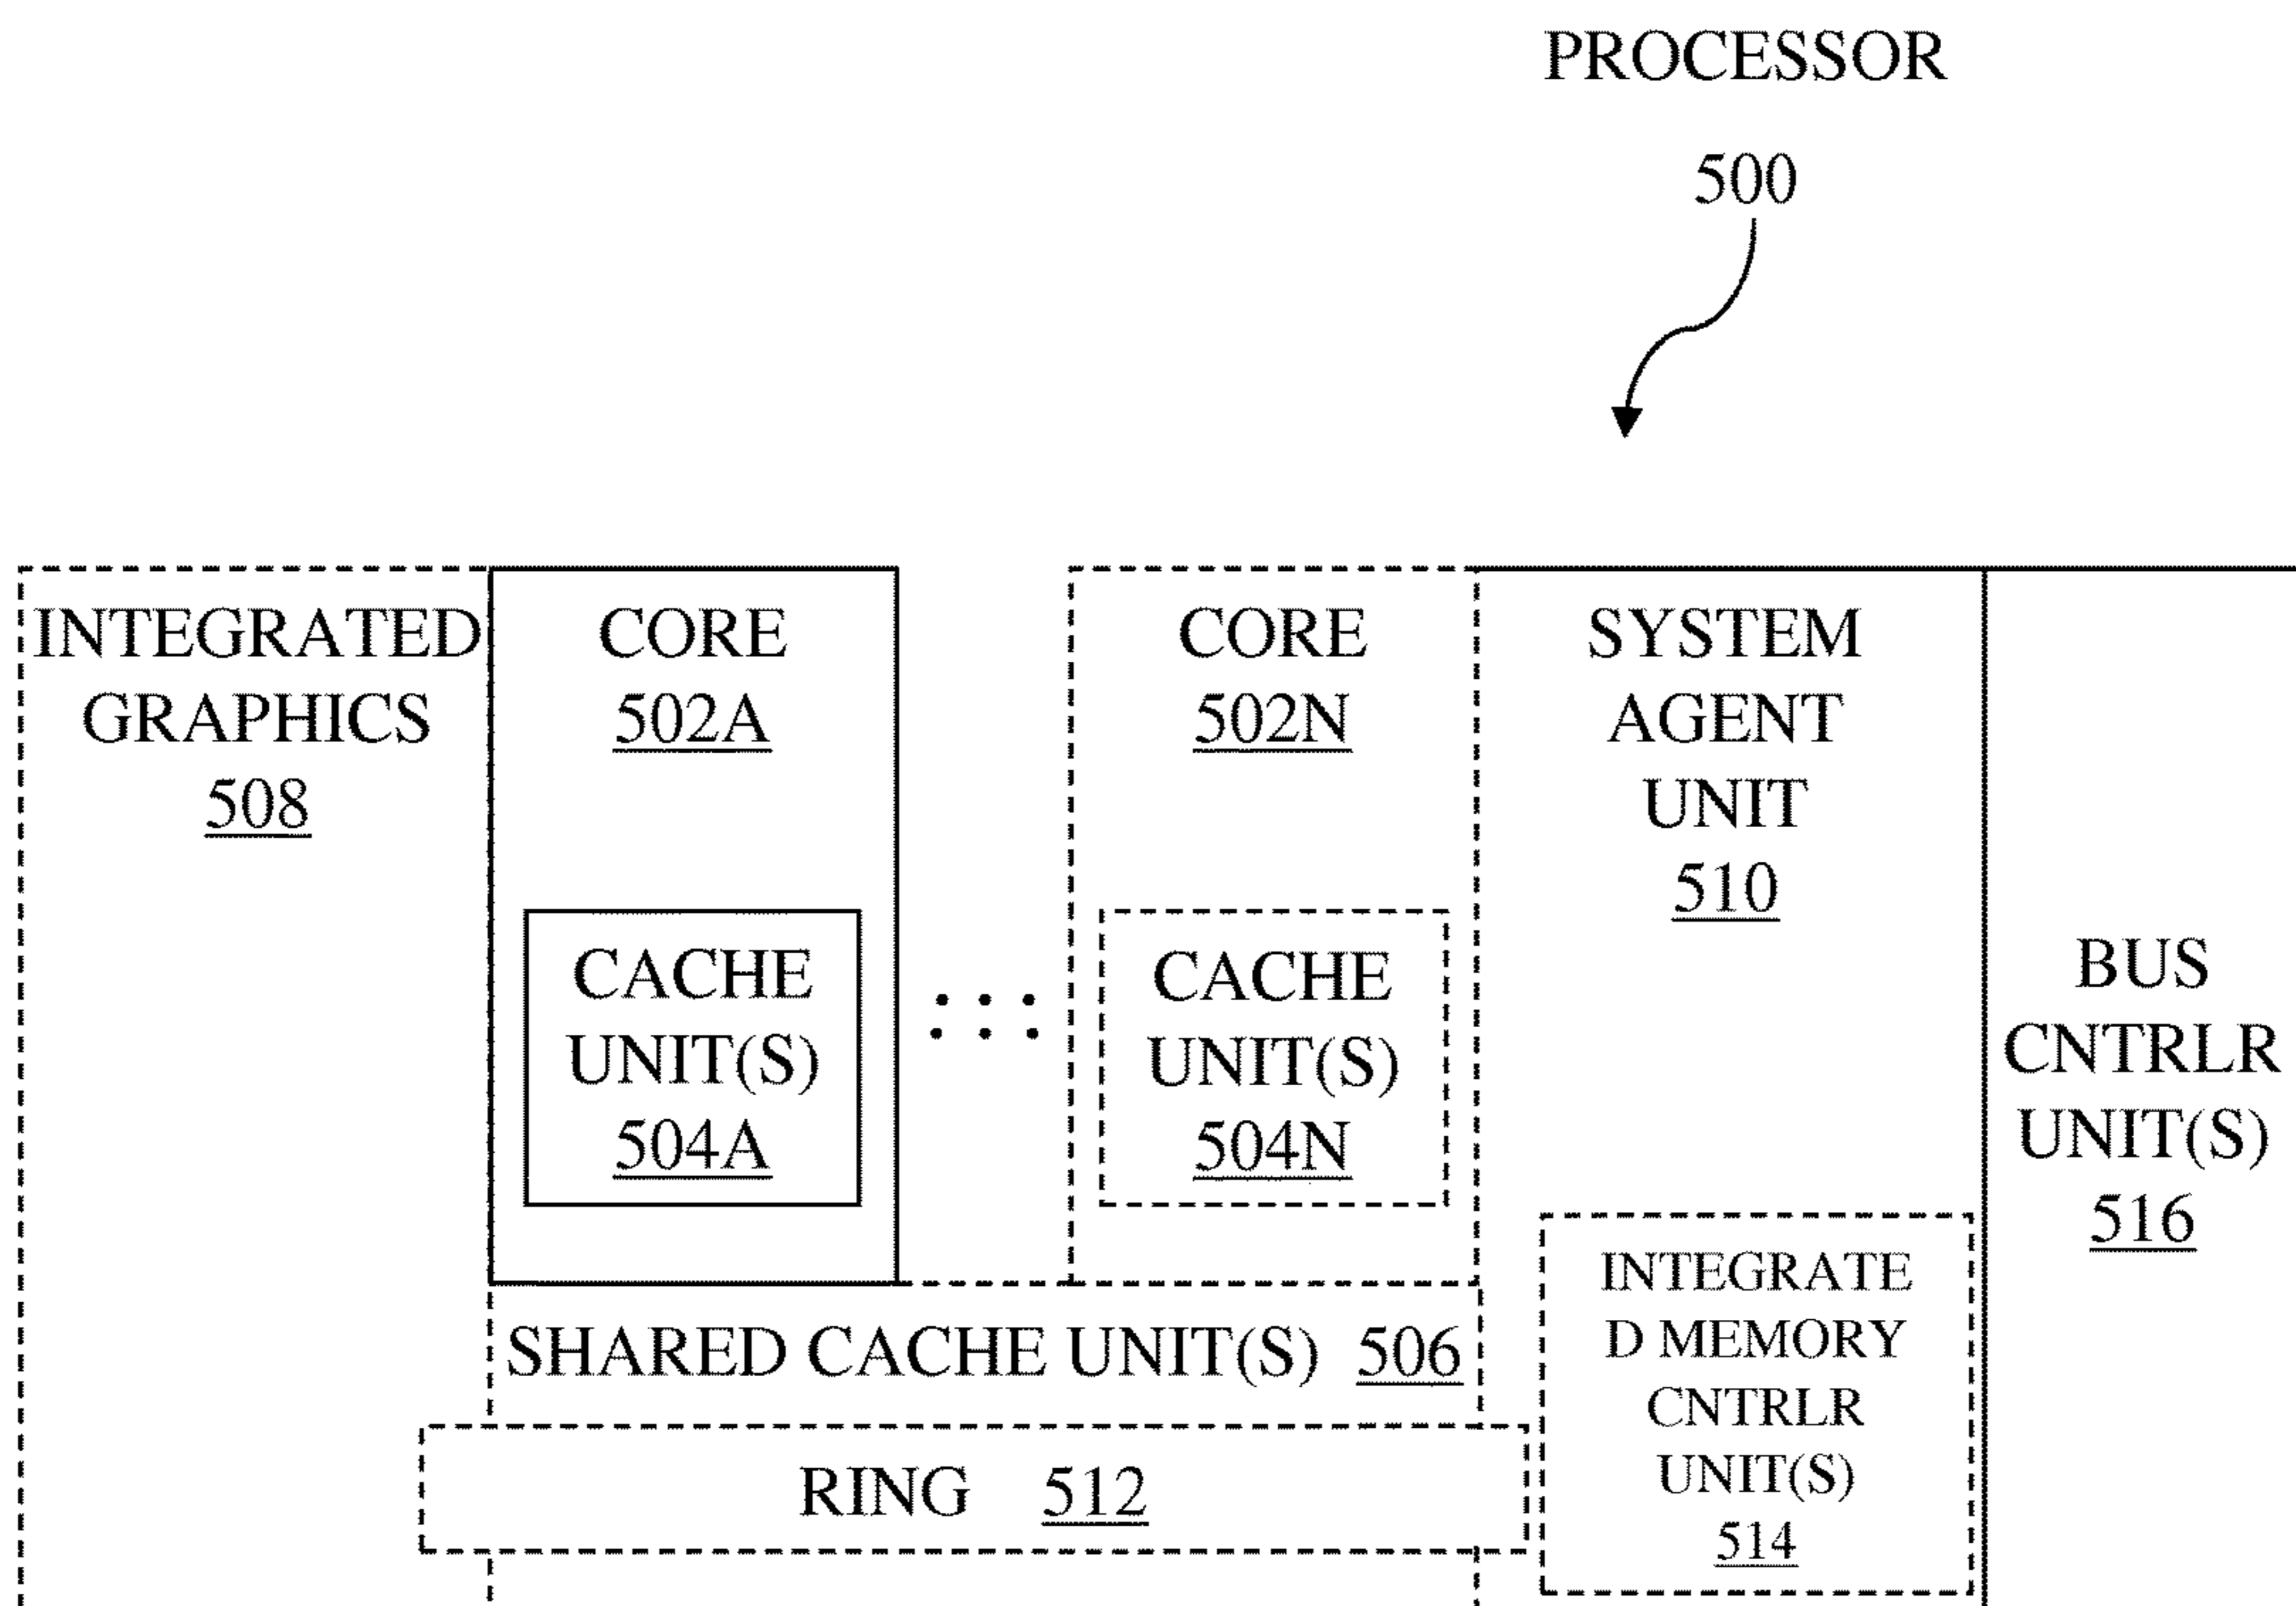 PROCESSOR
500
INTEGRATED
GRAPHICS
508
CORE
502A
CACHE
UNIT(S)
504A
CORE
502N
CACHE
UNIT(S)
504N
SYSTEM
AGENT
UNIT
510
INTEGRATE
D MEMORY
CNTRLR
UNIT(S)
514
BUS
CNTRLR
UNIT(S)
516
SHARED CACHE UNIT(S) 506
RING 512